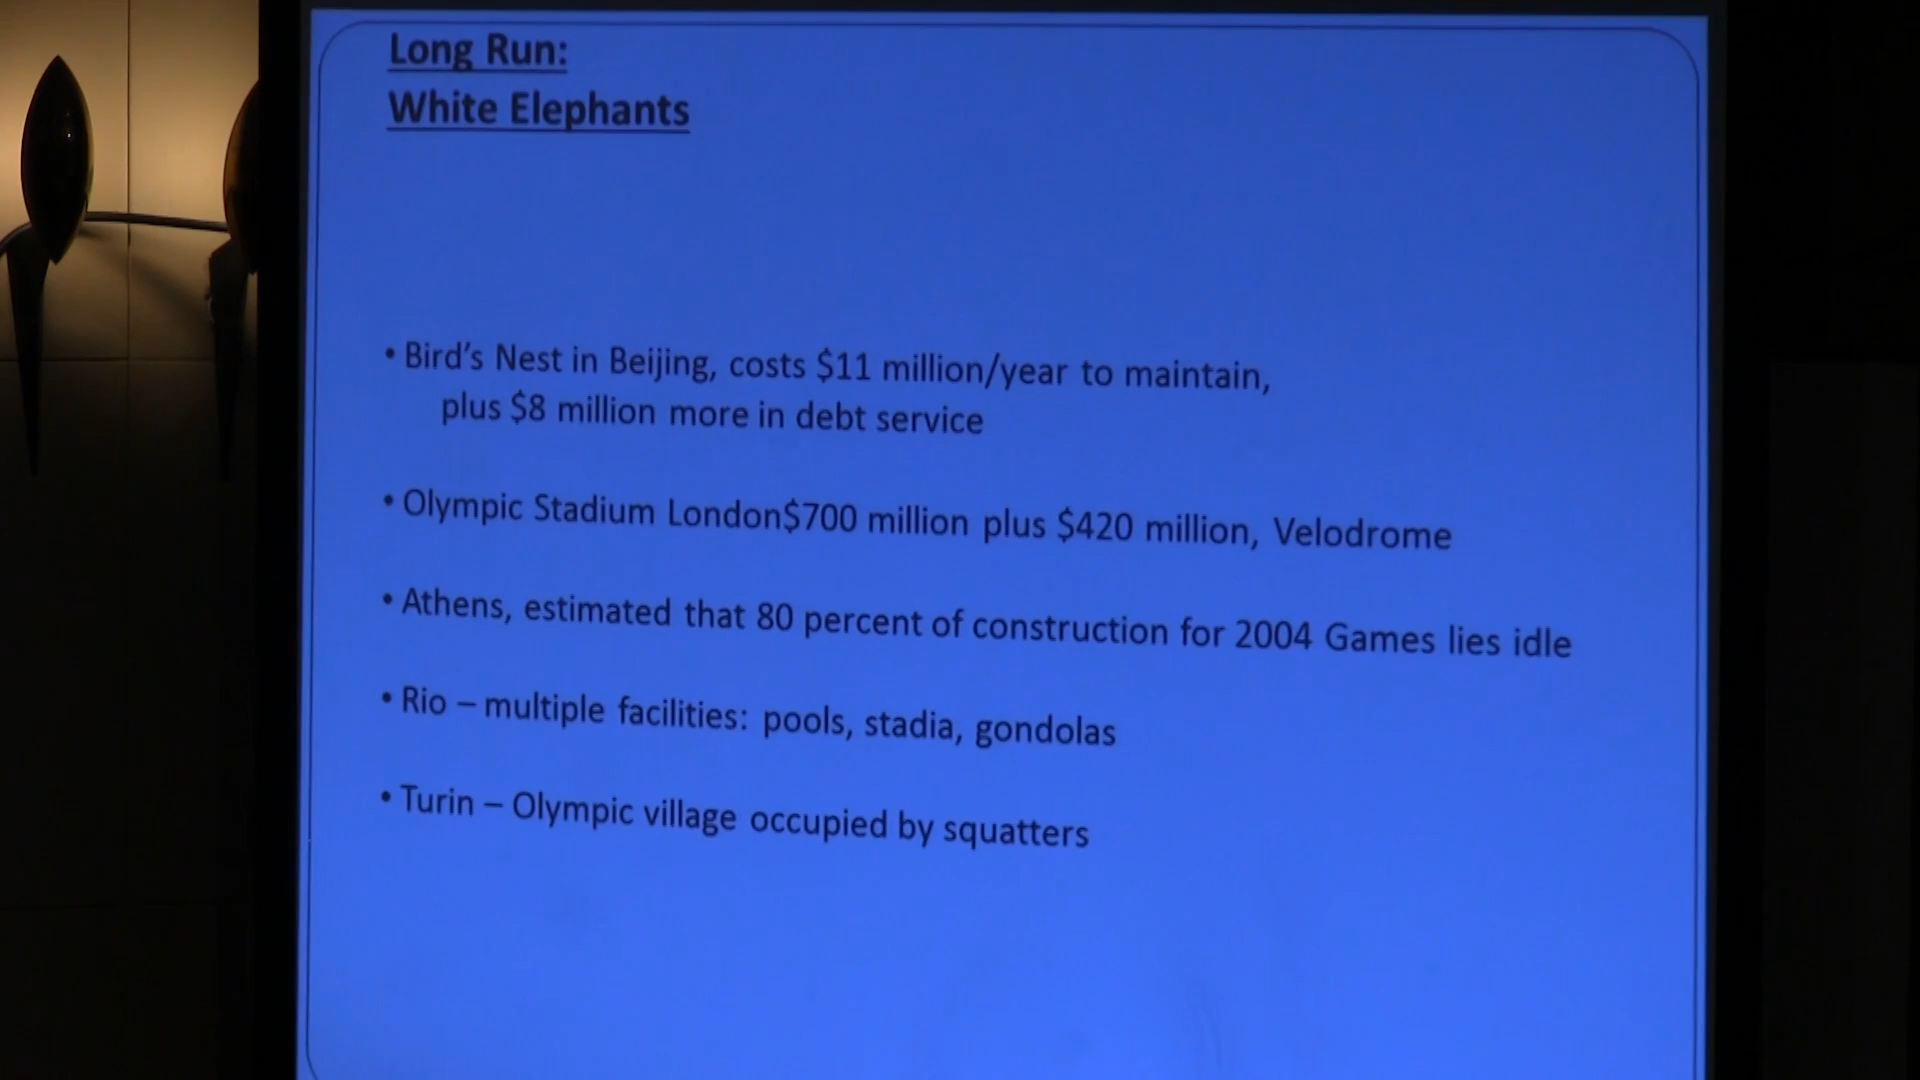 Long Run:
White Elephants
• Bird's Nest in Beijing, costs $11 million/year to maintain,
plus $8 million more in debt service
• Olympic Stadium London$700 million plus $420 million, Velodrome
• Athens, estimated that 80 percent of construction for 2004 Games lies idle
• Rio – multiple facilities: pools, stadia, gondolas
• Turin – Olympic village occupied by squatters